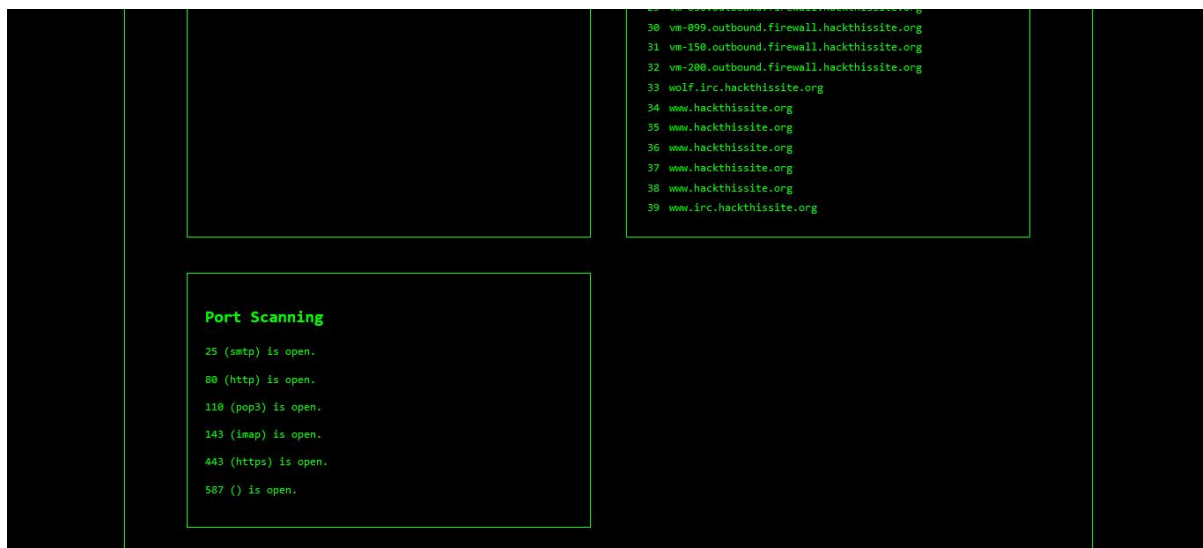 30 vm-099.outbound.firewall.hackthissite.org
31 vm-150.outbound.firewall.hackthissite.org
32 vm-200.outbound.firewall.hackthissite.org
33 wolf.irc.hackthissite.org
34 www.hackthissite.org
35 www.hackthissite.org
36 www.hackthissite.org
37 www.hackthissite.org
38 www.hackthissite.org
39 www.irc.hackthissite.org
Port Scanning
25 (smtp) is open.
80 (http) is open.
110 (pop3) is open.
143 (imap) is open.
443 (https) is open.
587 () is open.